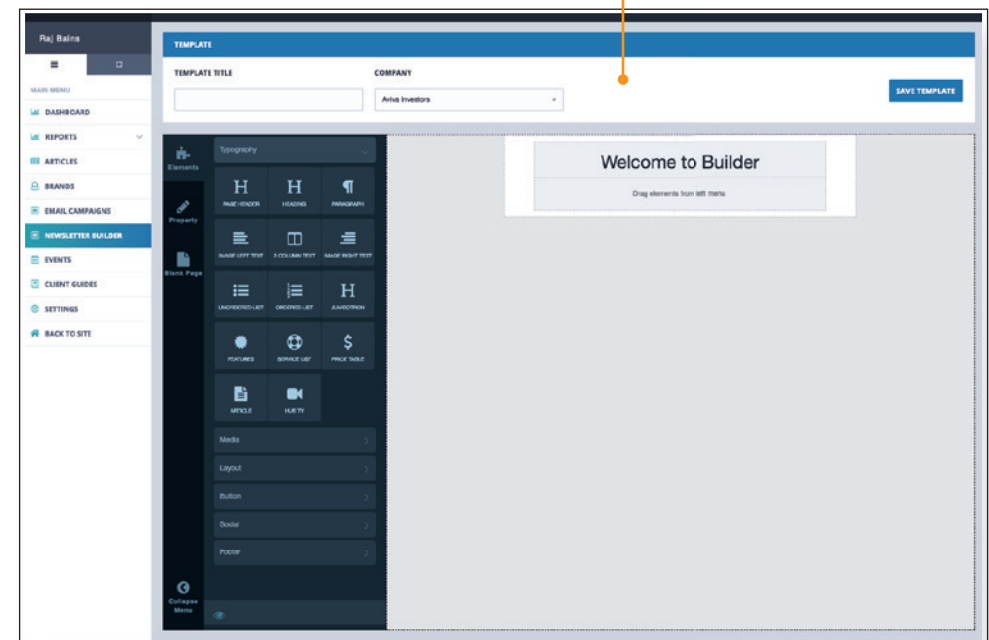 Raj Bains
MAIN MENU
DASHBOARD
REPORTS
ARTICLES
BRANDS
EMAIL CAMPAIGNS
NEWSLETTER BUILDER
EVENTS
CLIENT GUIDES
SETTINGS
BACK TO SITE
TEMPLATE
TEMPLATE TITLE
COMPANY
Aviva Investors
SAVE TEMPLATE
Elements
Property
Blank Page
Collapse
Menu
Typography
PAGE HEADER
HEADING
PARAGRAPH
IMAGE LEFT TEXT
2 COLUMN TEXT
IMAGE RIGHT TEXT
UNORDERED LIST
ORDERED LIST
JUMBOTRON
FEATURES
SERVICE LIST
PRICE TABLE
ARTICLE
HUB TV
Media
Layout
Button
Social
Footer
Welcome to Builder
Drag elements from left menu